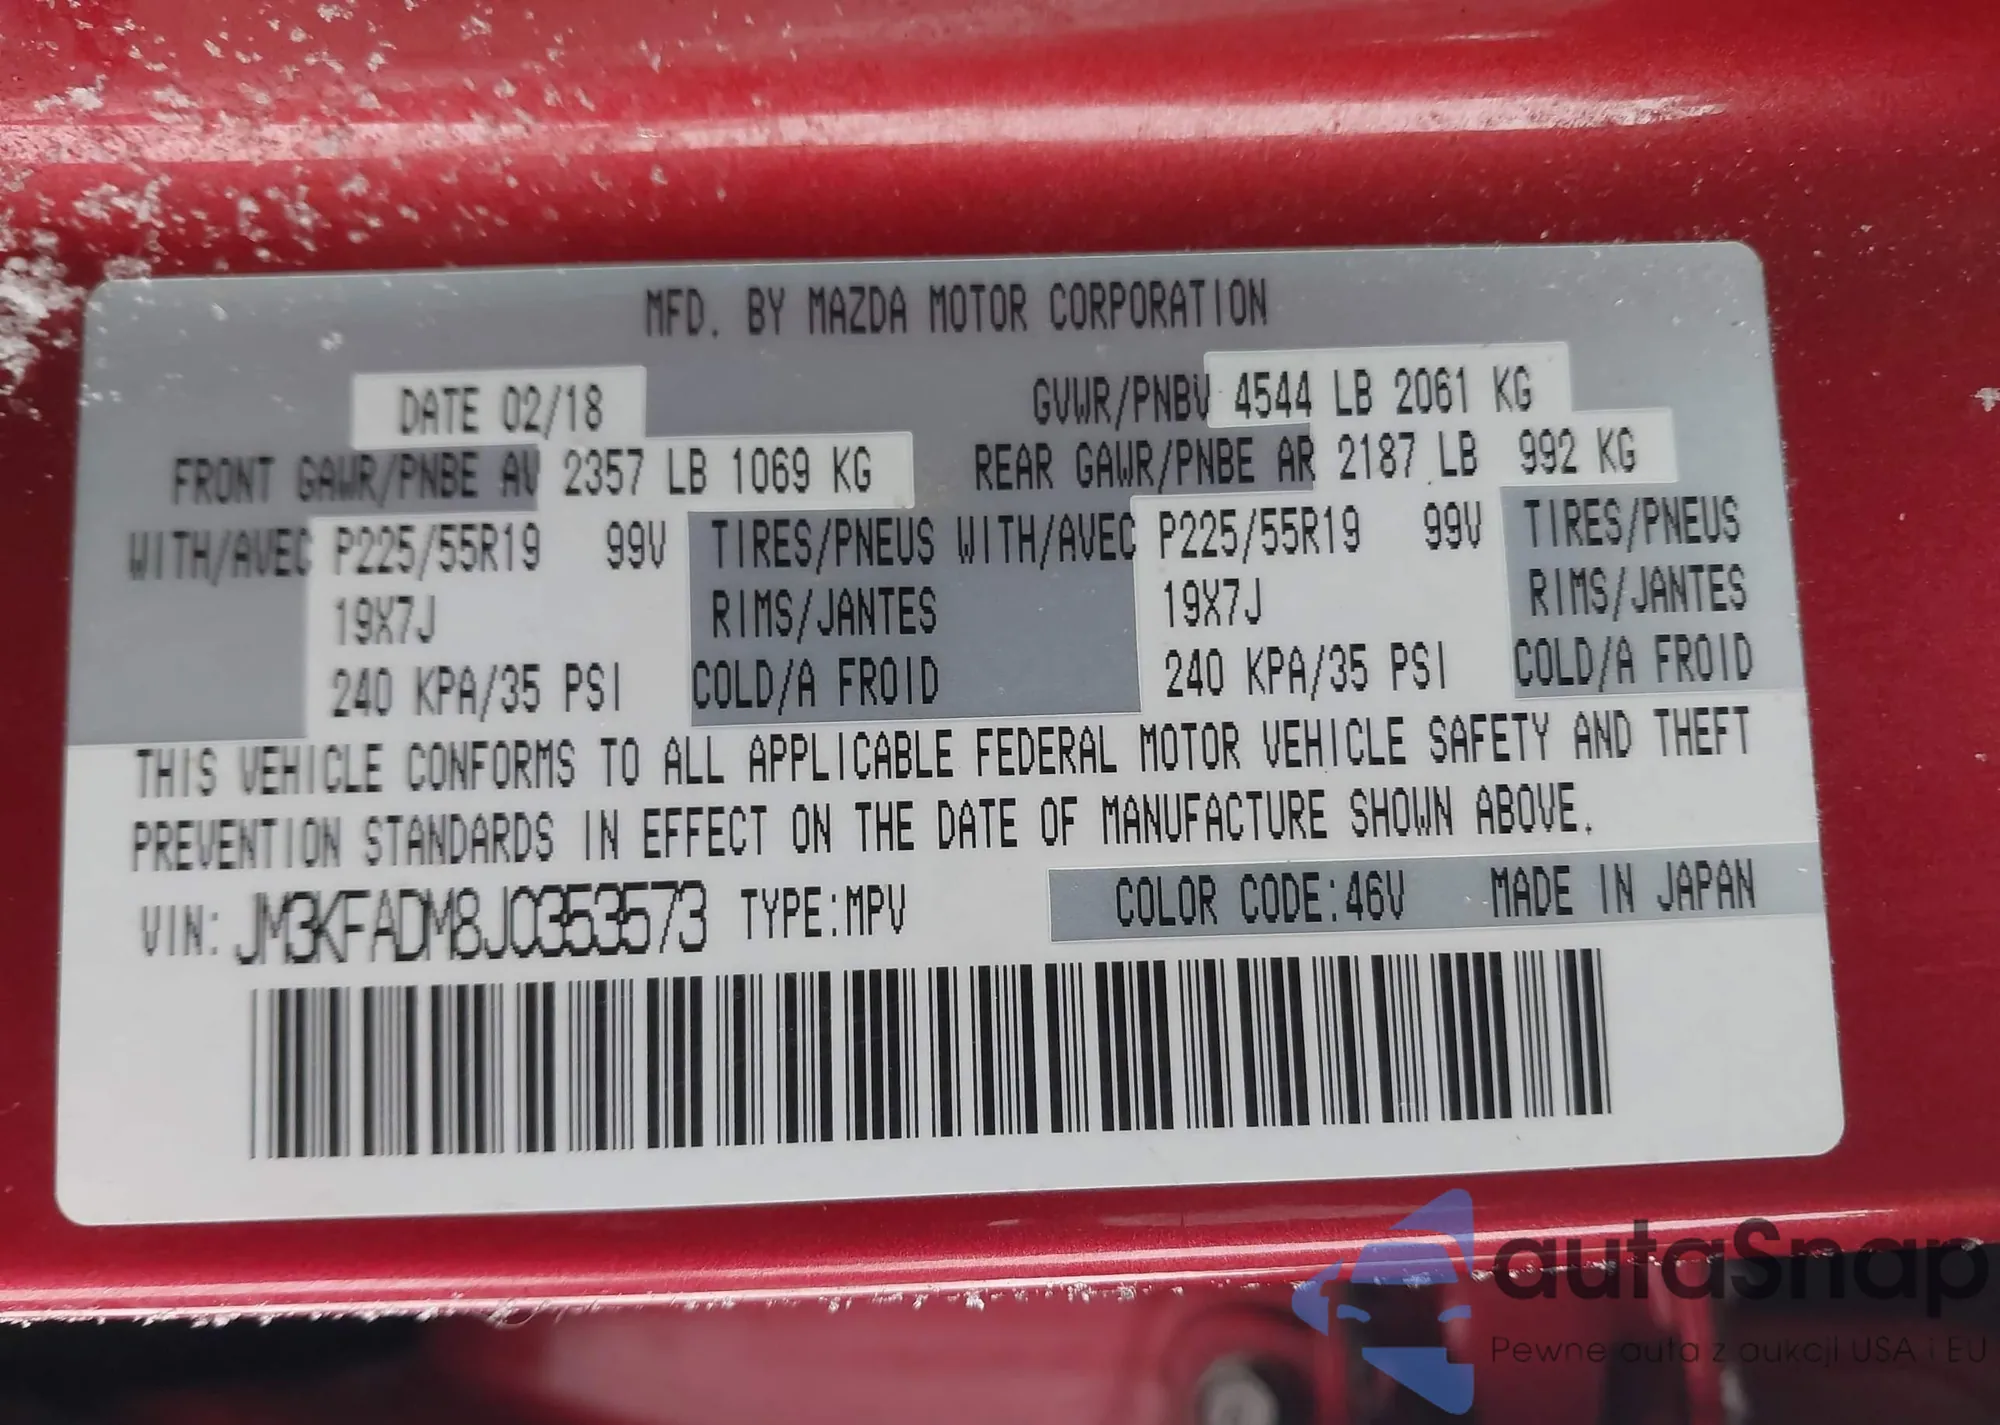 MFD. BY MAZDA MOTOR CORPORATION
DATE 02/18 GVWR/PNBV 4544 LB 2061 KG
FRONT GAWR/PNBE AV 2357 LB 1069 KG REAR GAWR/PNBE AR 2187 LB 992 KG
WITH/AVEC P225/55R19 99V TIRES/PNEUS WITH/AVEC P225/55R19 99V TIRES/PNEUS
19X7J RIMS/JANTES 19X7J RIMS/JANTES
240 KPA/35 PSI COLD/A FROID 240 KPA/35 PSI COLD/A FROID
THIS VEHICLE CONFORMS TO ALL APPLICABLE FEDERAL MOTOR VEHICLE SAFETY AND THEFT
PREVENTION STANDARDS IN EFFECT ON THE DATE OF MANUFACTURE SHOWN ABOVE.
VIN: JM3KFADM8J0353573 TYPE:MPV COLOR CODE:46V MADE IN JAPAN
autaSnap
Pewne auta z aukcji USA i EU